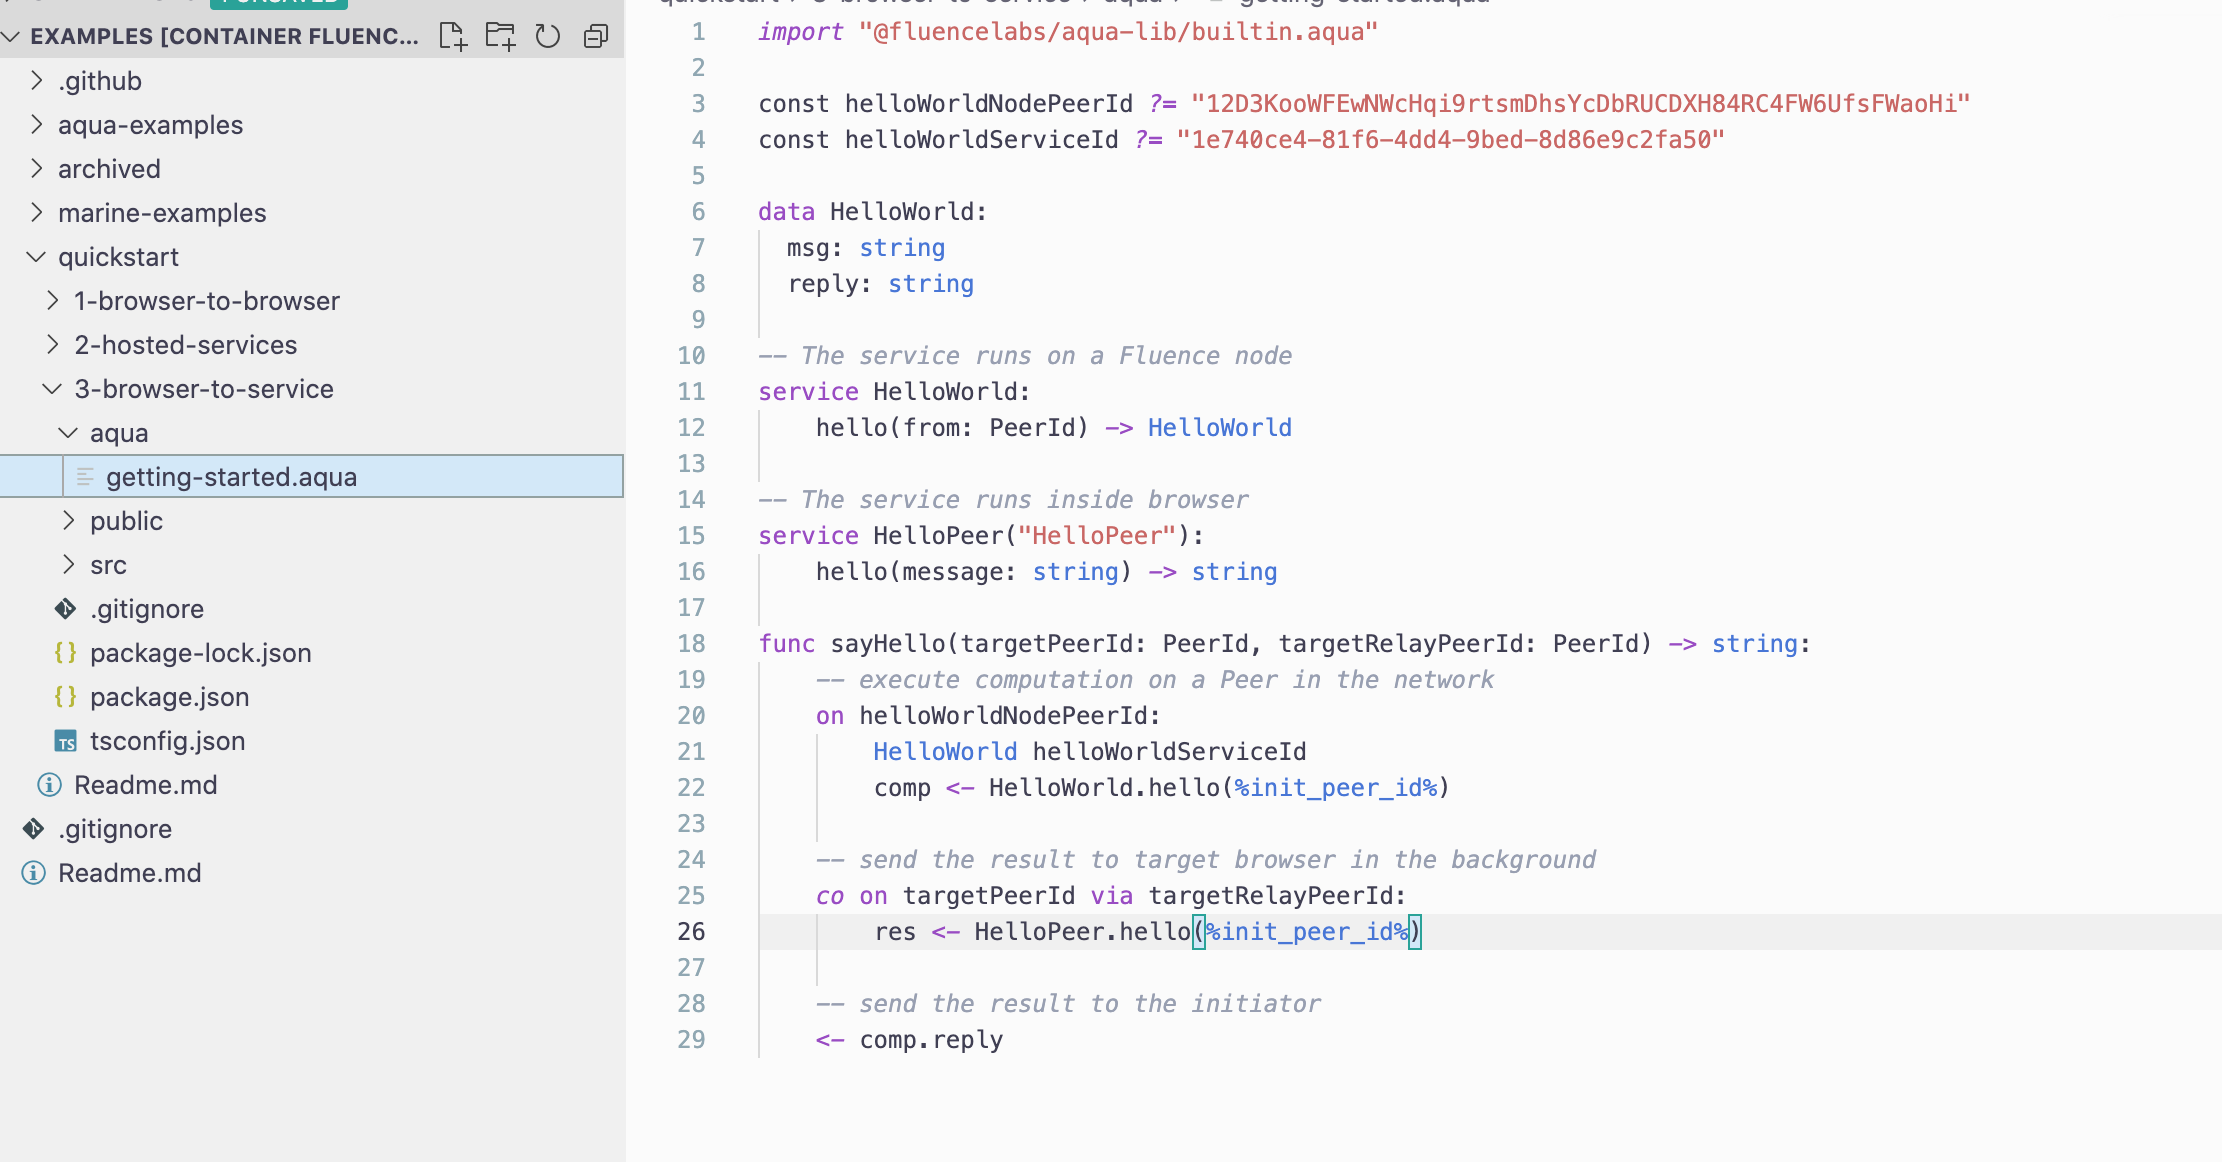 EXAMPLES [CONTAINER FLUENC...
.github
aqua-examples
archived
marine-examples
quickstart
1-browser-to-browser
2-hosted-services
3-browser-to-service
aqua
getting-started.aqua
public
src
.gitignore
package-lock.json
package.json
TS tsconfig.json
Readme.md
.gitignore
Readme.md
1 import "@fluencelabs/aqua-lib/builtin.aqua"
2
3 const helloWorldNodePeerId ?= "12D3KooWFEwNWcHqi9rtsmDhsYcDbRUCDXH84RC4FW6UfsFWaoHi"
4 const helloWorldServiceId ?= "1e740ce4-81f6-4dd4-9bed-8d86e9c2fa50"
5
6 data HelloWorld:
7 msg: string
8 reply: string
9
10 -- The service runs on a Fluence node
11 service HelloWorld:
12 hello(from: PeerId) -> HelloWorld
13
14 -- The service runs inside browser
15 service HelloPeer("HelloPeer"):
16 hello(message: string) -> string
17
18 func sayHello(targetPeerId: PeerId, targetRelayPeerId: PeerId) -> string:
19 -- execute computation on a Peer in the network
20 on helloWorldNodePeerId:
21 HelloWorld helloWorldServiceId
22 comp <- HelloWorld.hello(%init_peer_id%)
23
24 -- send the result to target browser in the background
25 co on targetPeerId via targetRelayPeerId:
26 res <- HelloPeer.hello(%init_peer_id%)
27
28 -- send the result to the initiator
29 <- comp.reply